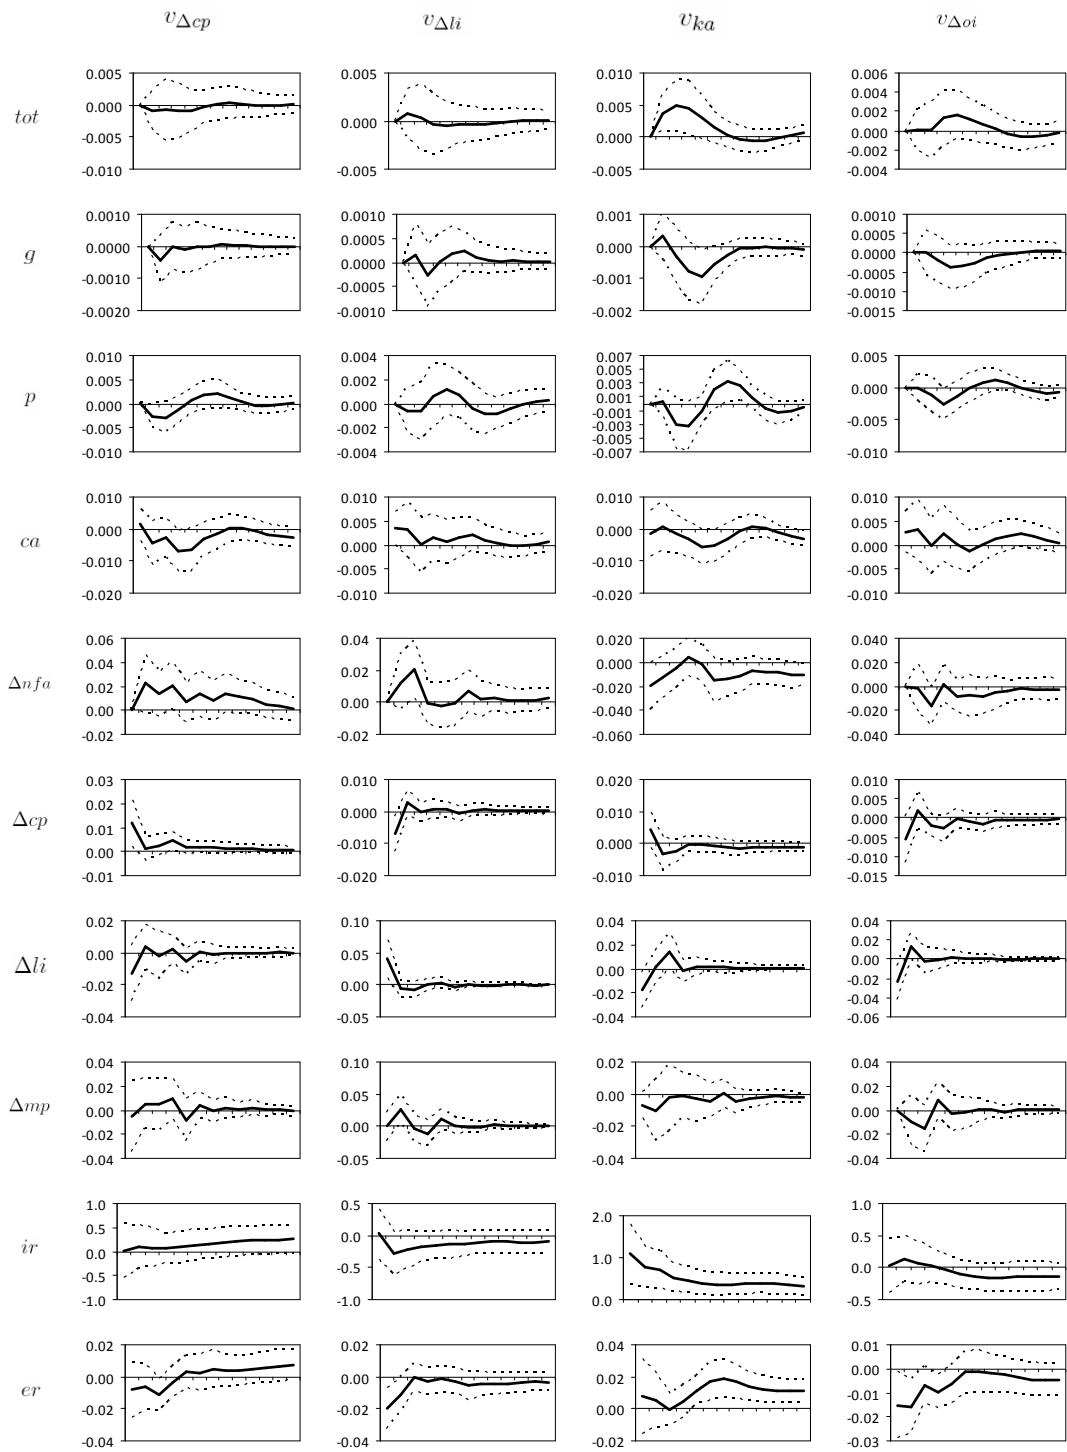 v_Δcp v_Δli v_ka v_Δoi
0.005 0.005 0.010 0.006
0.004
0.000 0.005 0.002
tot 0.000 0.000
-0.005 0.000 -0.002
-0.010 -0.005 -0.005 -0.004
0.0010 0.0010 0.001 0.0010
0.0005 0.0005
g 0.0000 0.0000 0.000 0.0000
-0.0010 -0.0005 -0.001 -0.0005
-0.0010
-0.0020 -0.0010 -0.002 -0.0015
0.010 0.004 0.007 0.005
0.005 0.002 0.005
0.003 0.000
p 0.000 0.000 0.001
-0.001 -0.005
-0.005 -0.002 -0.003
-0.005
-0.010 -0.004 -0.007 -0.010
0.010 0.010 0.010 0.010
0.000 0.005 0.000 0.005
ca 0.000 0.000
-0.010 -0.005 -0.010 -0.005
-0.020 -0.010 -0.020 -0.010
0.06 0.04 0.020 0.040
0.04 0.02 0.000 0.020
Δnfa 0.02 -0.020 0.000
0.00 0.00 -0.040 -0.020
-0.02 -0.02 -0.060 -0.040
0.03 0.010 0.020 0.010
0.02 0.000 0.010 0.005
Δcp 0.01 0.000
-0.005
0.00 -0.010 0.000 -0.010
-0.01 -0.020 -0.010 -0.015
0.02 0.10 0.04 0.04
0.00 0.05 0.02 0.02
Δli 0.00 0.00
-0.02 0.00 -0.02 -0.02
-0.04
-0.04 -0.05 -0.04 -0.06
0.04 0.10 0.02 0.04
0.02 0.05 0.00 0.02
Δmp 0.00 0.00
-0.02 0.00 -0.02 -0.02
-0.04 -0.05 -0.04 -0.04
1.0 0.5 2.0 1.0
0.5 0.0 0.5
ir 0.0 1.0
-0.5 -0.5 0.0
-1.0 -1.0 0.0 -0.5
0.02 0.02 0.04 0.01
0.00 0.00 0.02 0.00
er -0.01
-0.02 -0.02 0.00 -0.02
-0.04 -0.04 -0.02 -0.03